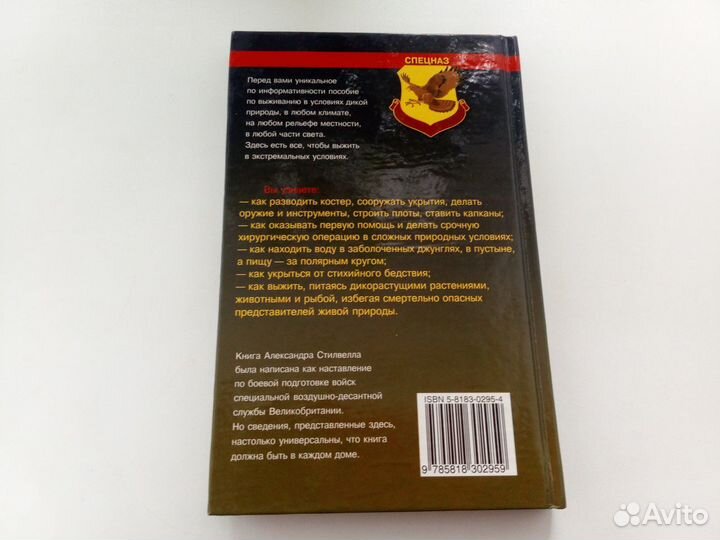 СПЕЦНАЗ
Перед вами уникальное
по информативности пособие
по выживанию в условиях дикой
природы, в любом климате,
на любом рельефе местности,
в любой части света.
Здесь есть все, чтобы выжить
в экстремальных условиях.
Вы узнаете:
— как разводить костер, сооружать укрытия, делать
оружие и инструменты, строить плоты, ставить капканы;
— как оказывать первую помощь и делать срочную
хирургическую операцию в сложных природных условиях;
— как находить воду в заболоченных джунглях, в пустыне,
а пищу — за полярным кругом;
— как укрыться от стихийного бедствия;
— как выжить, питаясь дикорастущими растениями,
животными и рыбой, избегая смертельно опасных
представителей живой природы.
Книга Александра Стилвелла
была написана как наставление
по боевой подготовке войск
специальной воздушно-десантной
службы Великобритании.
Но сведения, представленные здесь,
настолько универсальны, что книга
должна быть в каждом доме.
ISBN 5-8183-0295-4
9 785818 302959
Avito